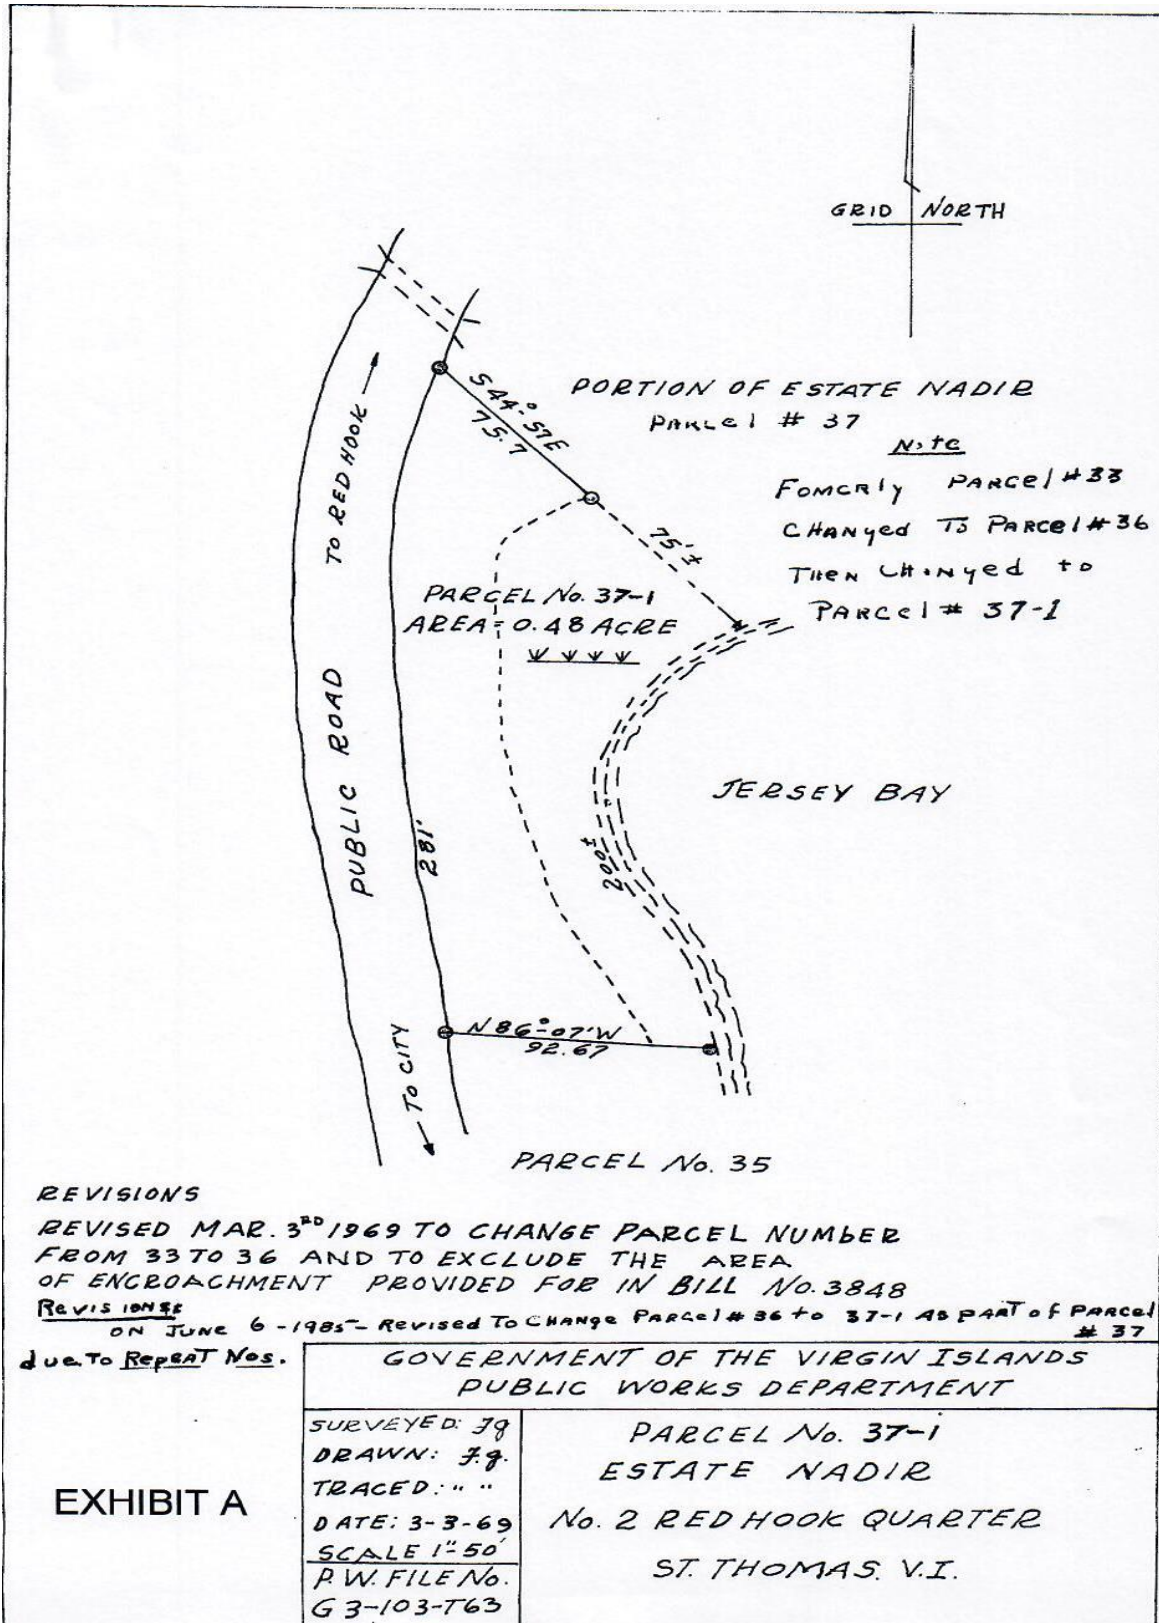 GRID NORTH
S 44°-57 E
75.7
PORTION OF ESTATE NADIR
PARCEl # 37
Note
FOMERly PARCEl #33
CHANyed To PARCEl # 36
THEN CHANyed to
PARCEl # 37-1
75'±
TO RED HOOK
PARCEL No. 37-1
AREA = 0.48 ACRE
PUBLIC ROAD
JERSEY BAY
281'
200±
N 86°-07'W
92.67
TO CITY
PARCEL No. 35
REVISIONS
REVISED MAR. 3RD 1969 TO CHANGE PARCEL NUMBER
FROM 33 TO 36 AND TO EXCLUDE THE AREA
OF ENCROACHMENT PROVIDED FOR IN BILL No. 3848
REVISIONS
ON JUNE 6 - 1985 - REVISED TO CHANGE PARCEl # 36 to 37-1 AS PART OF PARCEl
# 37
due To RepEAT Nos.
GOVERNMENT OF THE VIRGIN ISLANDS
PUBLIC WORKS DEPARTMENT
SURVEYED: Jg
DRAWN: J.g.
TRACED: " "
DATE: 3-3-69
SCALE 1"=50'
P.W. FILE No.
G 3-103-T63
PARCEL No. 37-1
ESTATE NADIR
No. 2 RED HOOK QUARTER
ST. THOMAS. V.I.
EXHIBIT A